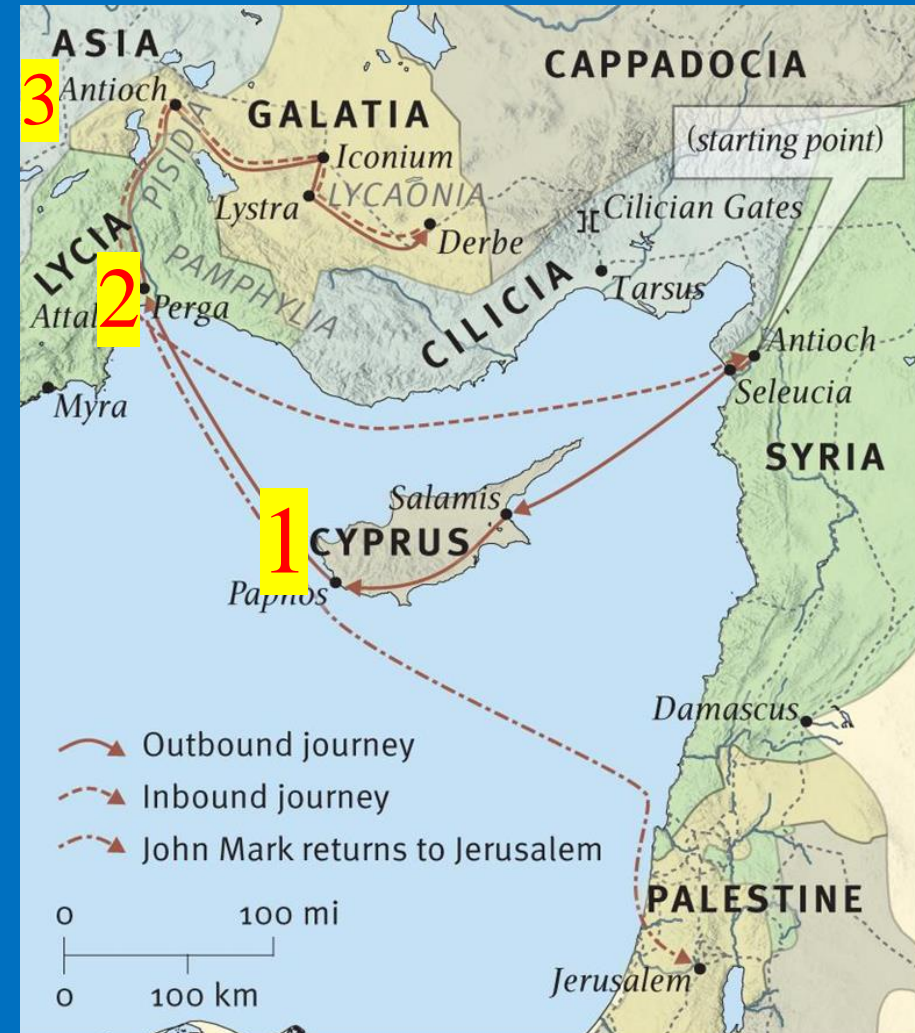 ASIA
CAPPADOCIA
3
Antioch
GALATIA
(starting point)
PISIDIA
Iconium
LYCAŌNIA
Lystra
Cilician Gates
Derbe
LYCIA
PAMPHYLIA
CILICIA
Tarsus
2
Perga
Antioch
Myra
Seleucia
SYRIA
Salamis
1
CYPRUS
Paphos
Damascus
Outbound journey
Inbound journey
John Mark returns to Jerusalem
PALESTINE
0 100 mi
0 100 km
Jerusalem